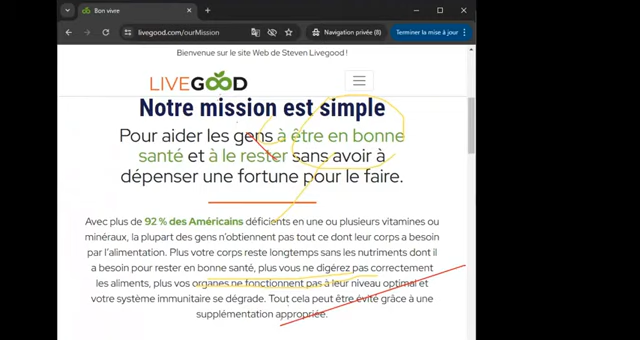 Bon vivre
livegood.com/ourMission
Navigation privée (8)
Terminer la mise à jour
Bienvenue sur le site Web de Steven Livegood !
LIVEGOOD
Notre mission est simple
Pour aider les gens à être en bonne
santé et à le rester sans avoir à
dépenser une fortune pour le faire.
Avec plus de 92 % des Américains déficients en une ou plusieurs vitamines ou
minéraux, la plupart des gens n'obtiennent pas tout ce dont leur corps a besoin
par l'alimentation. Plus votre corps reste longtemps sans les nutriments dont il
a besoin pour rester en bonne santé, plus vous ne digérez pas correctement
les aliments, plus vos organes ne fonctionnent pas à leur niveau optimal et
votre système immunitaire se dégrade. Tout cela peut être évité grâce à une
supplémentation appropriée.